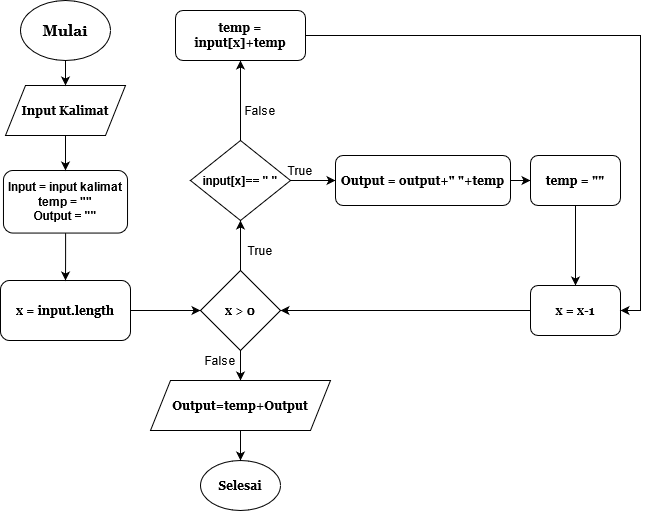 Mulai
Input Kalimat
Input = input kalimat
temp = ""
Output = ""
x = input.length
x > 0
True
False
input[x]== " "
False
True
temp =
input[x]+temp
Output = output+" "+temp
temp = ""
x = x-1
Output=temp+Output
Selesai